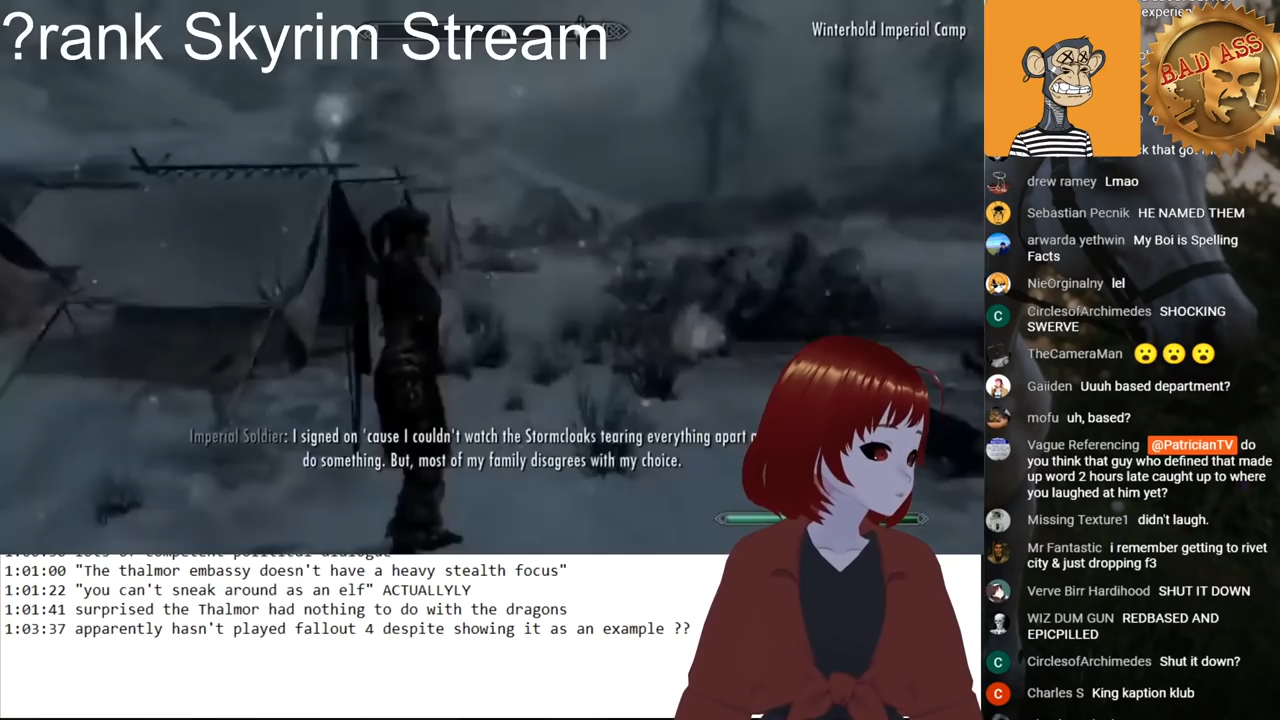 ?rank Skyrim Stream
Winterhold Imperial Camp
Imperial Soldier: I signed on 'cause I couldn't watch the Stormcloaks tearing everything apart
do something. But, most of my family disagrees with my choice.
1:01:00 "The thalmor embassy doesn't have a heavy stealth focus"
1:01:22 "you can't sneak around as an elf" ACTUALLYLY
1:01:41 surprised the Thalmor had nothing to do with the dragons
1:03:37 apparently hasn't played fallout 4 despite showing it as an example ??
BAD ASS
drew ramey Lmao
Sebastian Pecnik HE NAMED THEM
arwarda yethwin My Boi is Spelling
Facts
NieOrginalny lel
C CirclesofArchimedes SHOCKING
SWERVE
TheCameraMan
Gaiiden Uuuh based department?
mofu uh, based?
Vague Referencing @PatricianTV do
you think that guy who defined that made
up word 2 hours late caught up to where
you laughed at him yet?
Missing Texture1 didn't laugh.
Mr Fantastic i remember getting to rivet
city & just dropping f3
Verve Birr Hardihood SHUT IT DOWN
WIZ DUM GUN REDBASED AND
EPICPILLED
C CirclesofArchimedes Shut it down?
C Charles S King kaption klub